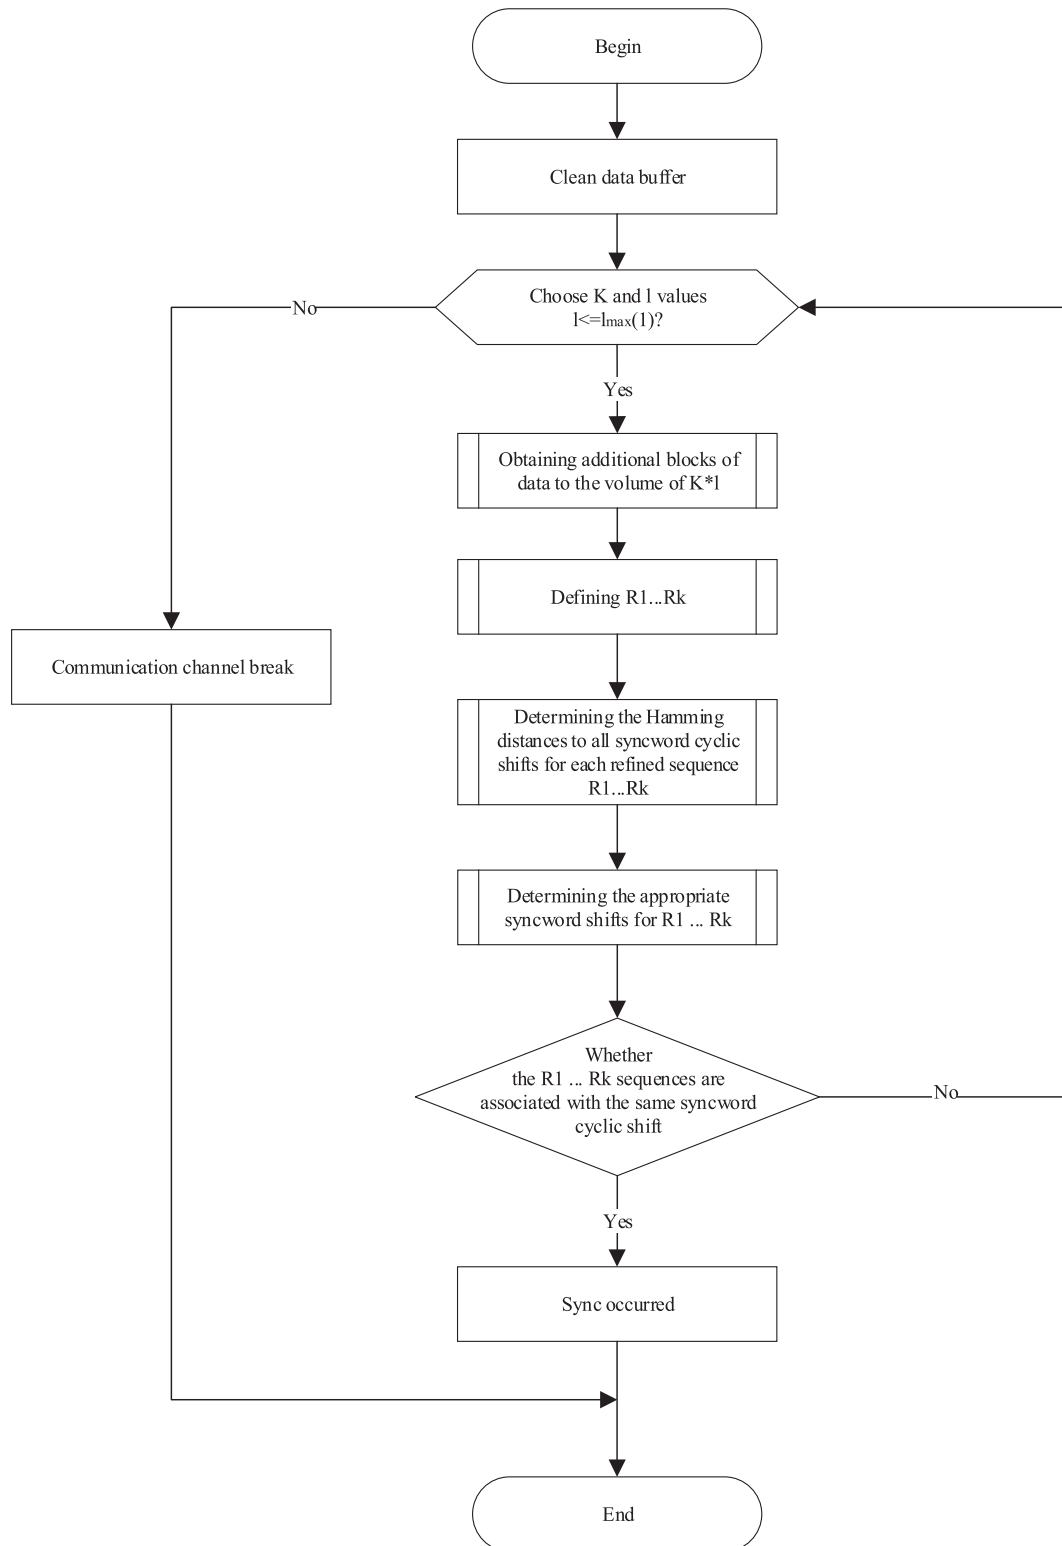 Begin
Clean data buffer
Choose K and l values
l<=lmax(1)?
No
Yes
Obtaining additional blocks of
data to the volume of K*l
Defining R1...Rk
Communication channel break
Determining the Hamming
distances to all syncword cyclic
shifts for each refined sequence
R1...Rk
Determining the appropriate
syncword shifts for R1 ... Rk
Whether
the R1 ... Rk sequences are
associated with the same syncword
cyclic shift
No
Yes
Sync occurred
End